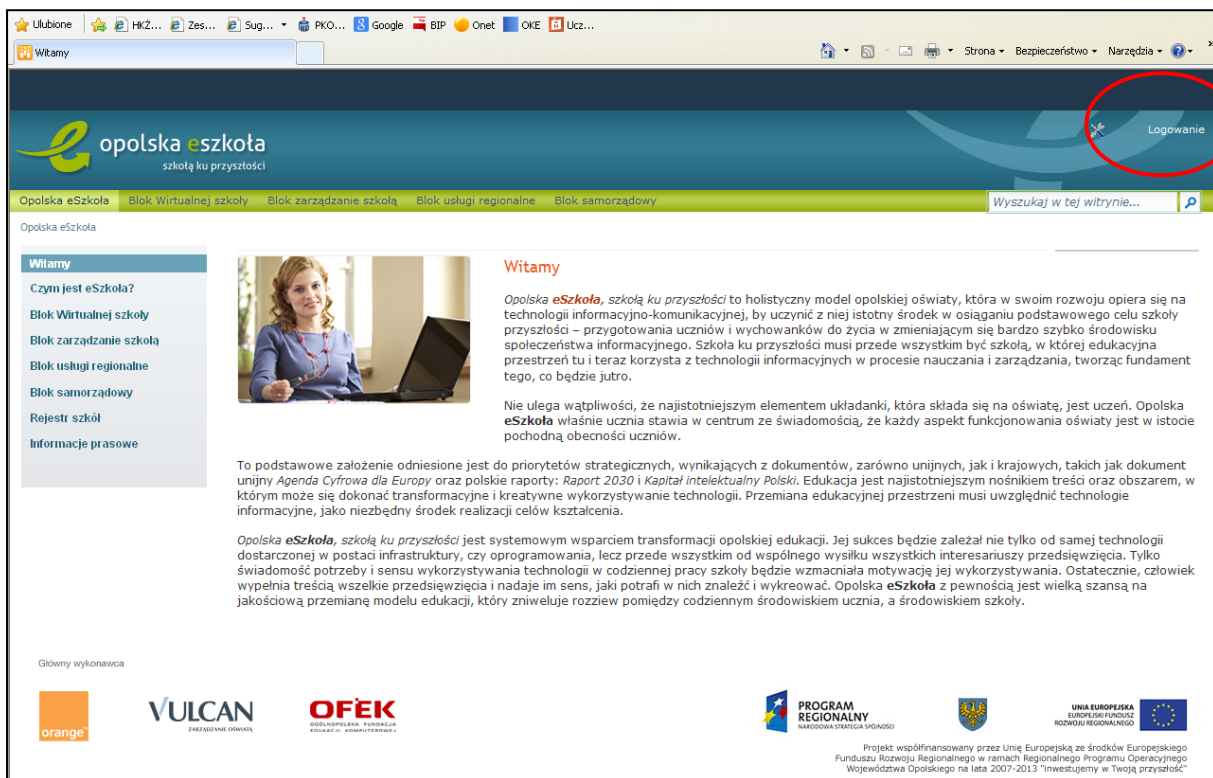 Ulubione HKŻ... Zes... Sug... PKO... Google BIP Onet OKE Ucz...
Witamy Strona Bezpieczeństwo Narzędzia
opolska eszkoła
szkołą ku przyszłości
Logowanie
Opolska eSzkoła Blok Wirtualnej szkoły Blok zarządzanie szkołą Blok usługi regionalne Blok samorządowy Wyszukaj w tej witrynie...
Opolska eSzkoła
Witamy
Czym jest eSzkoła?
Blok Wirtualnej szkoły
Blok zarządzanie szkołą
Blok usługi regionalne
Blok samorządowy
Rejestr szkół
Informacje prasowe
Witamy
Opolska eSzkoła, szkołą ku przyszłości to holistyczny model opolskiej oświaty, która w swoim rozwoju opiera się na
technologii informacyjno-komunikacyjnej, by uczynić z niej istotny środek w osiąganiu podstawowego celu szkoły
przyszłości – przygotowania uczniów i wychowanków do życia w zmieniającym się bardzo szybko środowisku
społeczeństwa informacyjnego. Szkoła ku przyszłości musi przede wszystkim być szkołą, w której edukacyjna
przestrzeń tu i teraz korzysta z technologii informacyjnych w procesie nauczania i zarządzania, tworząc fundament
tego, co będzie jutro.
Nie ulega wątpliwości, że najistotniejszym elementem układanki, która składa się na oświatę, jest uczeń. Opolska
eSzkoła właśnie ucznia stawia w centrum ze świadomością, że każdy aspekt funkcjonowania oświaty jest w istocie
pochodną obecności uczniów.
To podstawowe założenie odniesione jest do priorytetów strategicznych, wynikających z dokumentów, zarówno unijnych, jak i krajowych, takich jak dokument
unijny Agenda Cyfrowa dla Europy oraz polskie raporty: Raport 2030 i Kapitał intelektualny Polski. Edukacja jest najistotniejszym nośnikiem treści oraz obszarem, w
którym może się dokonać transformacyjne i kreatywne wykorzystywanie technologii. Przemiana edukacyjnej przestrzeni musi uwzględnić technologie
informacyjne, jako niezbędny środek realizacji celów kształcenia.
Opolska eSzkoła, szkołą ku przyszłości jest systemowym wsparciem transformacji opolskiej edukacji. Jej sukces będzie zależał nie tylko od samej technologii
dostarczonej w postaci infrastruktury, czy oprogramowania, lecz przede wszystkim od wspólnego wysiłku wszystkich interesariuszy przedsięwzięcia. Tylko
świadomość potrzeby i sensu wykorzystywania technologii w codziennej pracy szkoły będzie wzmacniała motywację jej wykorzystywania. Ostatecznie, człowiek
wypełnia treścią wszelkie przedsięwzięcia i nadaje im sens, jaki potrafi w nich znaleźć i wykreować. Opolska eSzkoła z pewnością jest wielką szansą na
jakościową przemianę modelu edukacji, który zniweluje rozziew pomiędzy codziennym środowiskiem ucznia, a środowiskiem szkoły.
Główny wykonawca
orange
VULCAN
ZARZĄDZANIE OŚWIATĄ
OFEK
OGÓLNOPOLSKA FUNDACJA
EDUKACJI KOMPUTEROWEJ
PROGRAM
REGIONALNY
NARODOWA STRATEGIA SPÓJNOŚCI
UNIA EUROPEJSKA
EUROPEJSKI FUNDUSZ
ROZWOJU REGIONALNEGO
Projekt współfinansowany przez Unię Europejską ze środków Europejskiego
Funduszu Rozwoju Regionalnego w ramach Regionalnego Programu Operacyjnego
Województwa Opolskiego na lata 2007-2013 "inwestujemy w Twoją przyszłość"